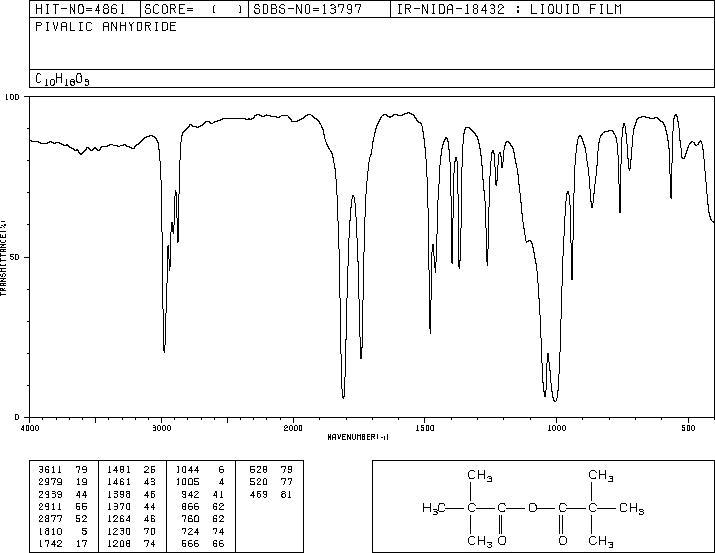 HIT-NO=4861 SCORE= ( ) SDBS-NO=13797 IR-NIDA-18432 : LIQUID FILM
PIVALIC ANHYDRIDE
C10H18O3
100
50
0
TRANSMITTANCE(%)
4000 3000 2000 1500 1000 500
WAVENUMBER(-1)
3611 79 1481 26 1044 6 628 79
2979 19 1461 43 1005 4 520 77
2939 44 1398 46 942 41 469 81
2911 66 1370 44 866 62
2877 52 1264 46 760 62
1810 5 1230 70 724 74
1742 17 1208 74 566 66
CH3 CH3
H3C C C O C C CH3
CH3 O O CH3